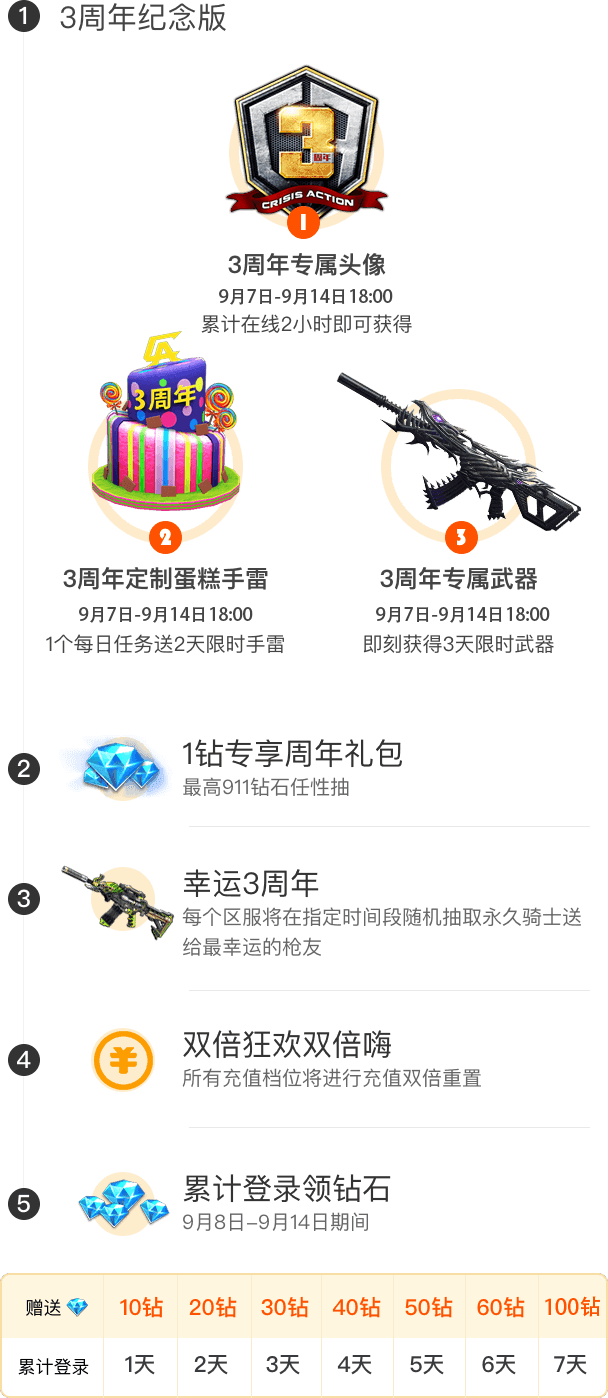 1 3周年纪念版
3
周年
CRISIS ACTION
1
3周年专属头像
9月7日-9月14日18:00
累计在线2小时即可获得
CA
3周年
2
3周年定制蛋糕手雷
9月7日-9月14日18:00
1个每日任务送2天限时手雷
3
3周年专属武器
9月7日-9月14日18:00
即刻获得3天限时武器
2 1钻专享周年礼包
最高911钻石任性抽
3 幸运3周年
每个区服将在指定时间段随机抽取永久骑士送
给最幸运的枪友
4 双倍狂欢双倍嗨
所有充值档位将进行充值双倍重置
5 累计登录领钻石
9月8日–9月14日期间
赠送 10钻 20钻 30钻 40钻 50钻 60钻 100钻
累计登录 1天 2天 3天 4天 5天 6天 7天